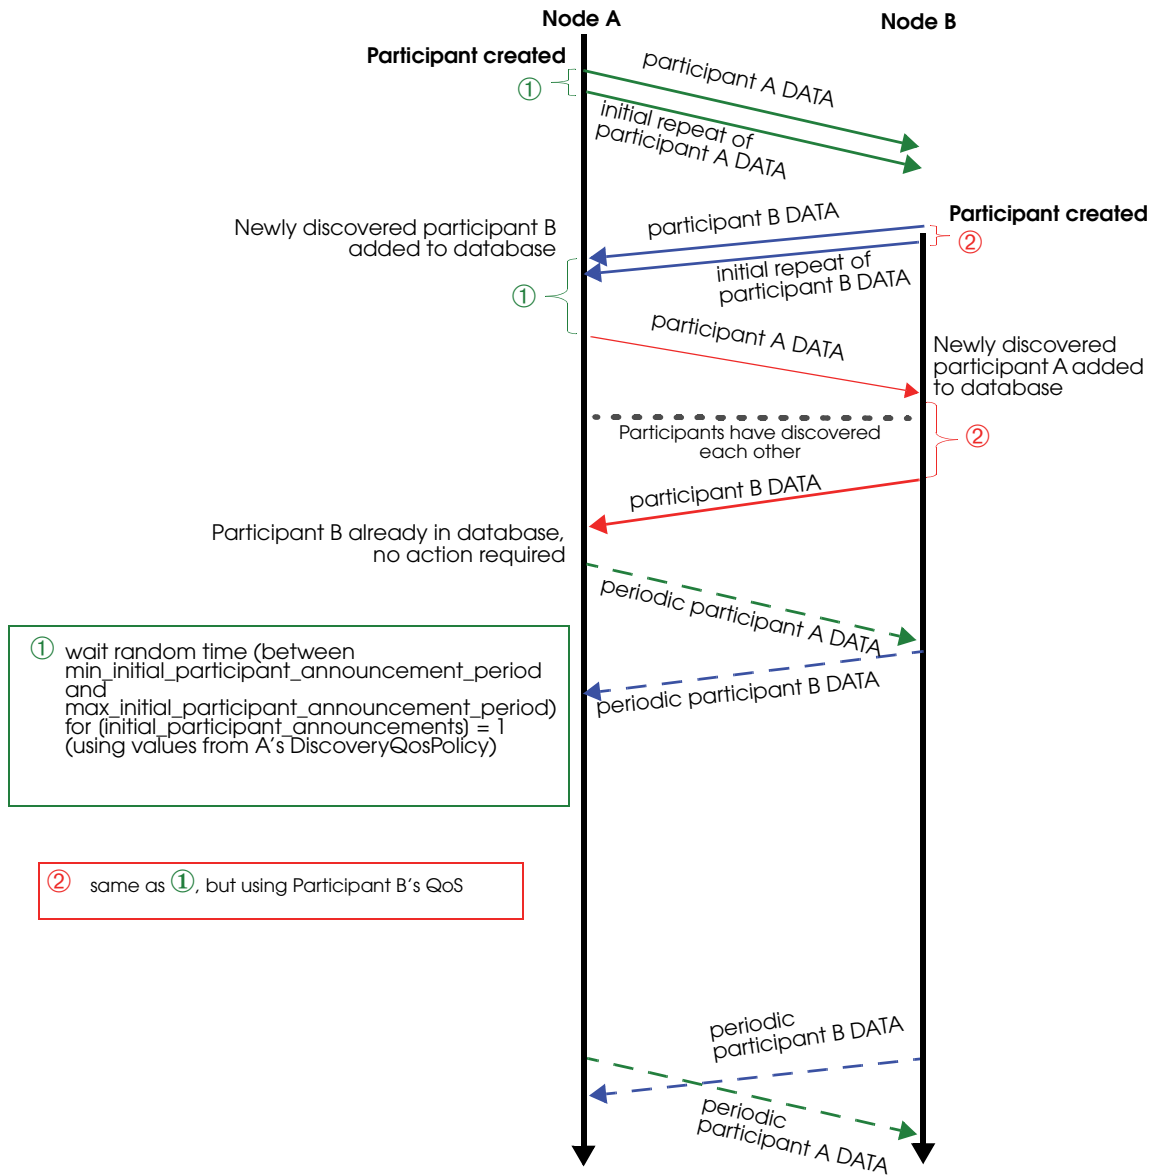 Node A
Node B
Participant created
①
participant A DATA
initial repeat of
participant A DATA
Newly discovered participant B
added to database
participant B DATA
Participant created
②
initial repeat of
participant B DATA
①
participant A DATA
Newly discovered
participant A added
to database
Participants have discovered
each other
②
participant B DATA
Participant B already in database,
no action required
periodic participant A DATA
periodic participant B DATA
① wait random time (between
min_initial_participant_announcement_period
and
max_initial_participant_announcement_period)
for [initial_participant_announcements] = 1
(using values from A’s DiscoveryQosPolicy)
② same as ①, but using Participant B’s QoS
periodic
participant B DATA
periodic
participant A DATA